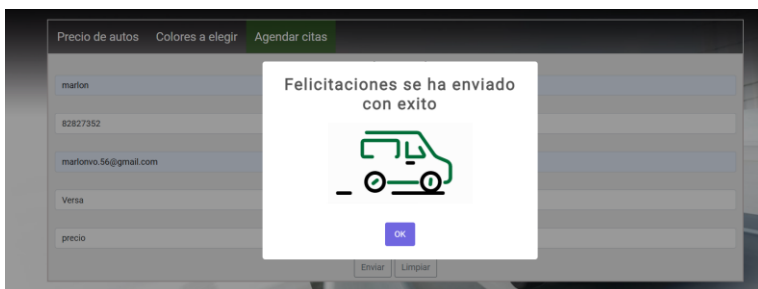 Precio de autos Colores a elegir Agendar citas
marlon
Felicitaciones se ha enviado
con exito
82827352
marlonvo.56@gmail.com
Versa
precio
OK
Enviar Limpiar